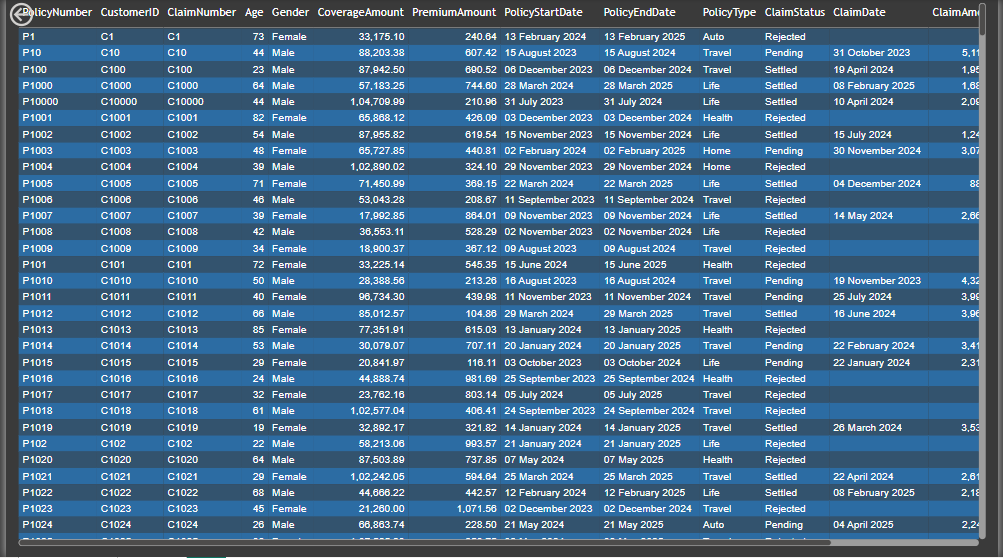 PolicyNumber CustomerID ClaimNumber Age Gender CoverageAmount PremiumAmount PolicyStartDate PolicyEndDate PolicyType ClaimStatus ClaimDate ClaimAm
P1 C1 C1 73 Female 33,175.10 240.64 13 February 2024 13 February 2025 Auto Rejected
P10 C10 C10 44 Male 88,203.38 607.42 15 August 2023 15 August 2024 Travel Pending 31 October 2023 5,11
P100 C100 C100 23 Male 87,942.50 690.52 06 December 2023 06 December 2024 Travel Settled 19 April 2024 1,95
P1000 C1000 C1000 64 Male 57,183.25 744.60 28 March 2024 28 March 2025 Life Settled 08 February 2025 1,68
P10000 C10000 C10000 44 Male 1,04,709.99 210.96 31 July 2023 31 July 2024 Life Settled 10 April 2024 2,09
P1001 C1001 C1001 82 Female 65,868.12 426.09 03 December 2023 03 December 2024 Health Rejected
P1002 C1002 C1002 54 Male 87,955.82 619.54 15 November 2023 15 November 2024 Life Settled 15 July 2024 1,24
P1003 C1003 C1003 48 Female 65,727.85 440.81 02 February 2024 02 February 2025 Home Pending 30 November 2024 3,07
P1004 C1004 C1004 39 Male 1,02,890.02 324.10 29 November 2023 29 November 2024 Home Rejected
P1005 C1005 C1005 71 Female 71,450.99 369.15 22 March 2024 22 March 2025 Life Settled 04 December 2024 88
P1006 C1006 C1006 46 Male 53,043.28 208.67 11 September 2023 11 September 2024 Travel Rejected
P1007 C1007 C1007 39 Female 17,992.85 864.01 09 November 2023 09 November 2024 Life Settled 14 May 2024 2,66
P1008 C1008 C1008 42 Male 36,553.11 528.29 02 November 2023 02 November 2024 Life Rejected
P1009 C1009 C1009 34 Female 18,900.37 367.12 09 August 2023 09 August 2024 Travel Rejected
P101 C101 C101 72 Female 33,225.14 545.35 15 June 2024 15 June 2025 Health Rejected
P1010 C1010 C1010 50 Male 28,388.56 213.26 16 August 2023 16 August 2024 Travel Pending 19 November 2023 4,32
P1011 C1011 C1011 40 Female 96,734.30 439.98 11 November 2023 11 November 2024 Travel Pending 25 July 2024 3,99
P1012 C1012 C1012 66 Male 85,012.57 104.86 29 March 2024 29 March 2025 Travel Settled 16 June 2024 3,96
P1013 C1013 C1013 85 Female 77,351.91 615.03 13 January 2024 13 January 2025 Health Rejected
P1014 C1014 C1014 53 Male 30,079.07 707.11 20 January 2024 20 January 2025 Travel Pending 22 February 2024 3,41
P1015 C1015 C1015 29 Female 20,841.97 116.11 03 October 2023 03 October 2024 Life Pending 22 January 2024 2,31
P1016 C1016 C1016 24 Male 44,888.74 981.69 25 September 2023 25 September 2024 Health Rejected
P1017 C1017 C1017 32 Female 23,762.16 803.14 05 July 2024 05 July 2025 Travel Rejected
P1018 C1018 C1018 61 Male 1,02,577.04 406.41 24 September 2023 24 September 2024 Travel Rejected
P1019 C1019 C1019 19 Female 32,892.17 321.82 14 January 2024 14 January 2025 Travel Settled 26 March 2024 3,53
P102 C102 C102 22 Male 58,213.06 993.57 21 January 2024 21 January 2025 Life Rejected
P1020 C1020 C1020 64 Male 87,503.89 737.85 07 May 2024 07 May 2025 Health Rejected
P1021 C1021 C1021 29 Female 1,02,242.05 594.64 25 March 2024 25 March 2025 Travel Settled 22 April 2024 2,61
P1022 C1022 C1022 68 Male 44,666.22 442.57 12 February 2024 12 February 2025 Life Settled 08 February 2025 2,18
P1023 C1023 C1023 45 Female 21,260.00 1,071.56 02 December 2023 02 December 2024 Travel Rejected
P1024 C1024 C1024 26 Male 66,863.74 228.50 21 May 2024 21 May 2025 Auto Pending 04 April 2025 2,24